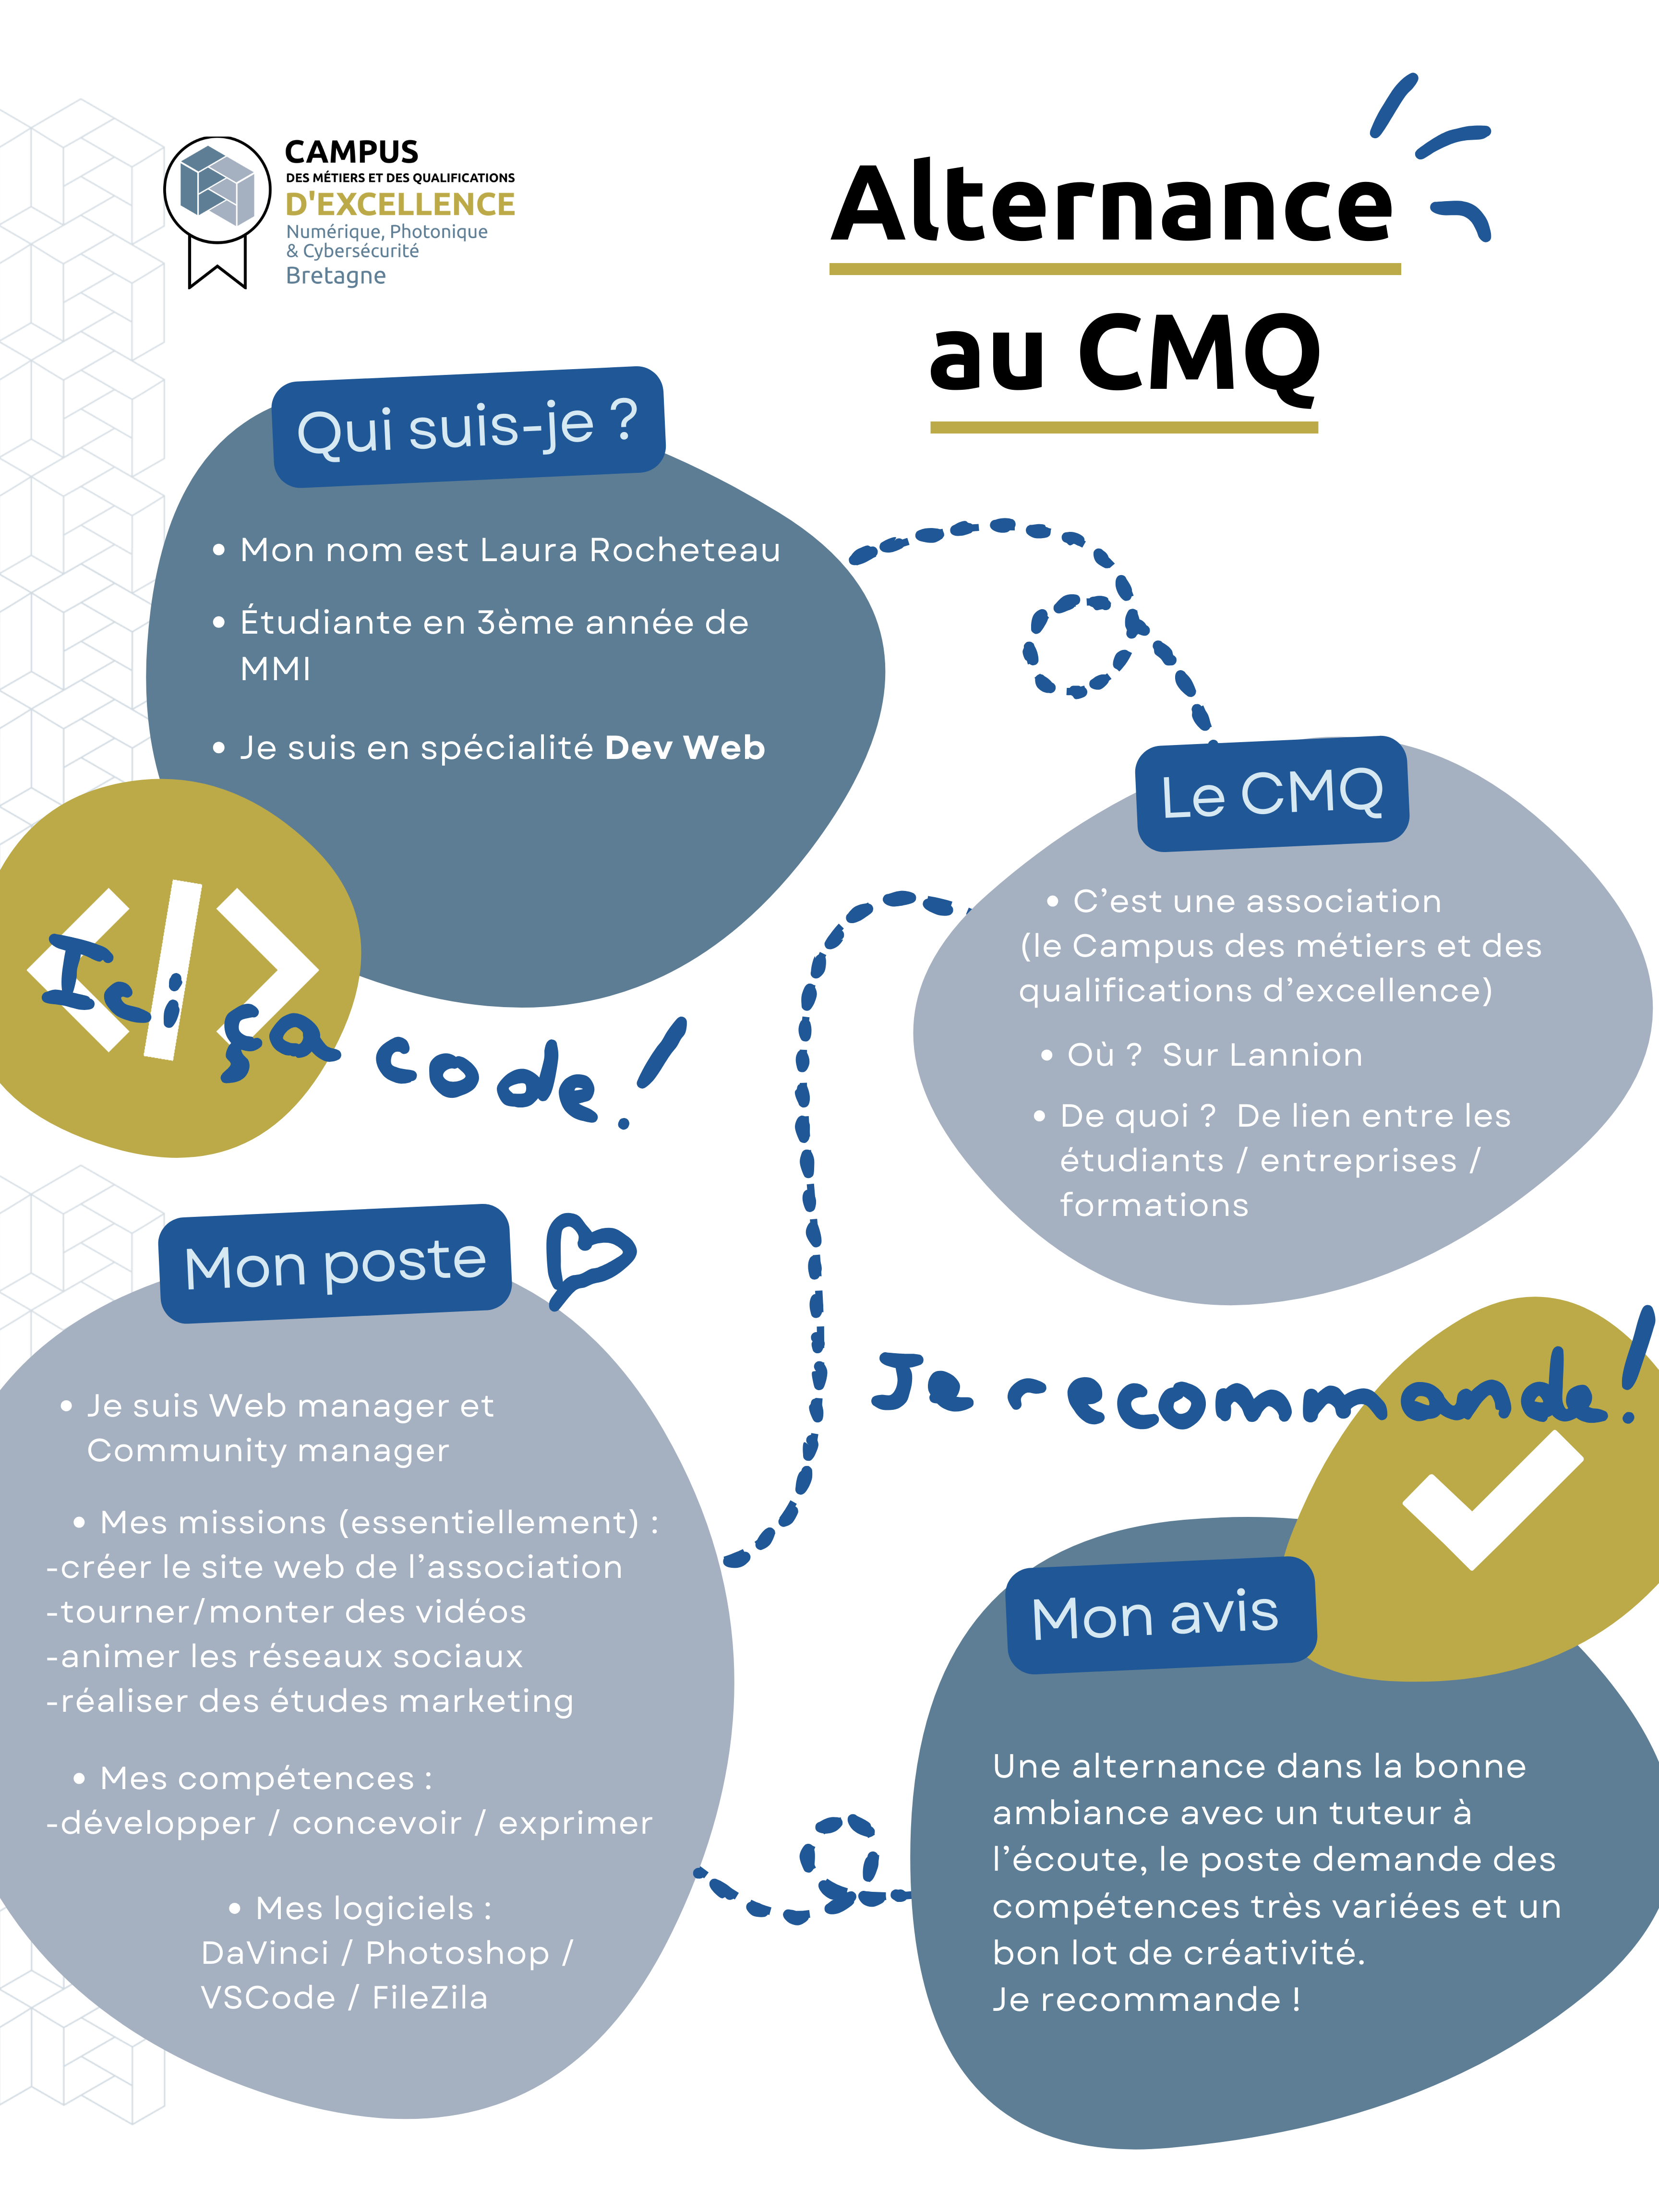 CAMPUS
DES MÉTIERS ET DES QUALIFICATIONS
D'EXCELLENCE
Numérique, Photonique
& Cybersécurité
Bretagne
Alternance
au CMQ
Qui suis-je ?
• Mon nom est Laura Rocheteau
• Étudiante en 3ème année de
MMI
• Je suis en spécialité Dev Web
</>
Ici ça code !
Le CMQ
• C’est une association
(le Campus des métiers et des
qualifications d’excellence)
• Où ? Sur Lannion
• De quoi ? De lien entre les
étudiants / entreprises /
formations
Mon poste
• Je suis Web manager et
Community manager
• Mes missions (essentiellement) :
-créer le site web de l’association
-tourner/monter des vidéos
-animer les réseaux sociaux
-réaliser des études marketing
• Mes compétences :
-développer / concevoir / exprimer
• Mes logiciels :
DaVinci / Photoshop /
VSCode / FileZila
Je recommande !
Mon avis
Une alternance dans la bonne
ambiance avec un tuteur à
l’écoute, le poste demande des
compétences très variées et un
bon lot de créativité.
Je recommande !